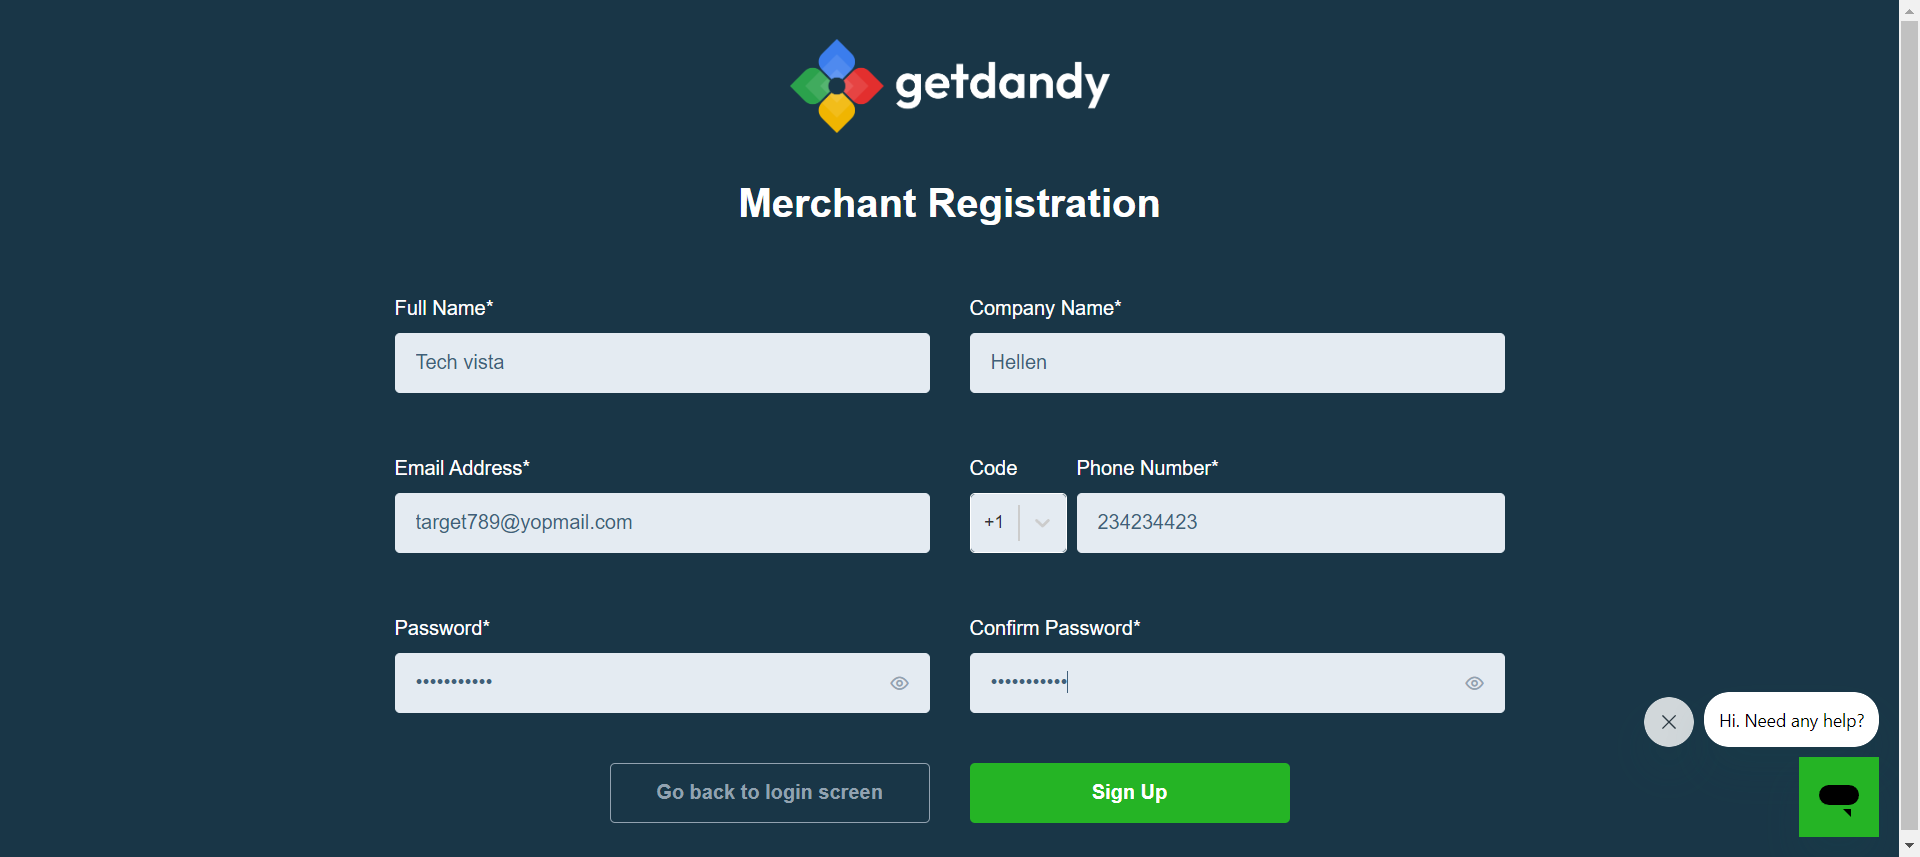 getdandy
Merchant Registration
Full Name*
Company Name*
Tech vista
Hellen
Email Address*
Code
Phone Number*
target789@yopmail.com
+1
234234423
Password*
Confirm Password*
•••••••••••
•••••••••••
Hi. Need any help?
Go back to login screen
Sign Up